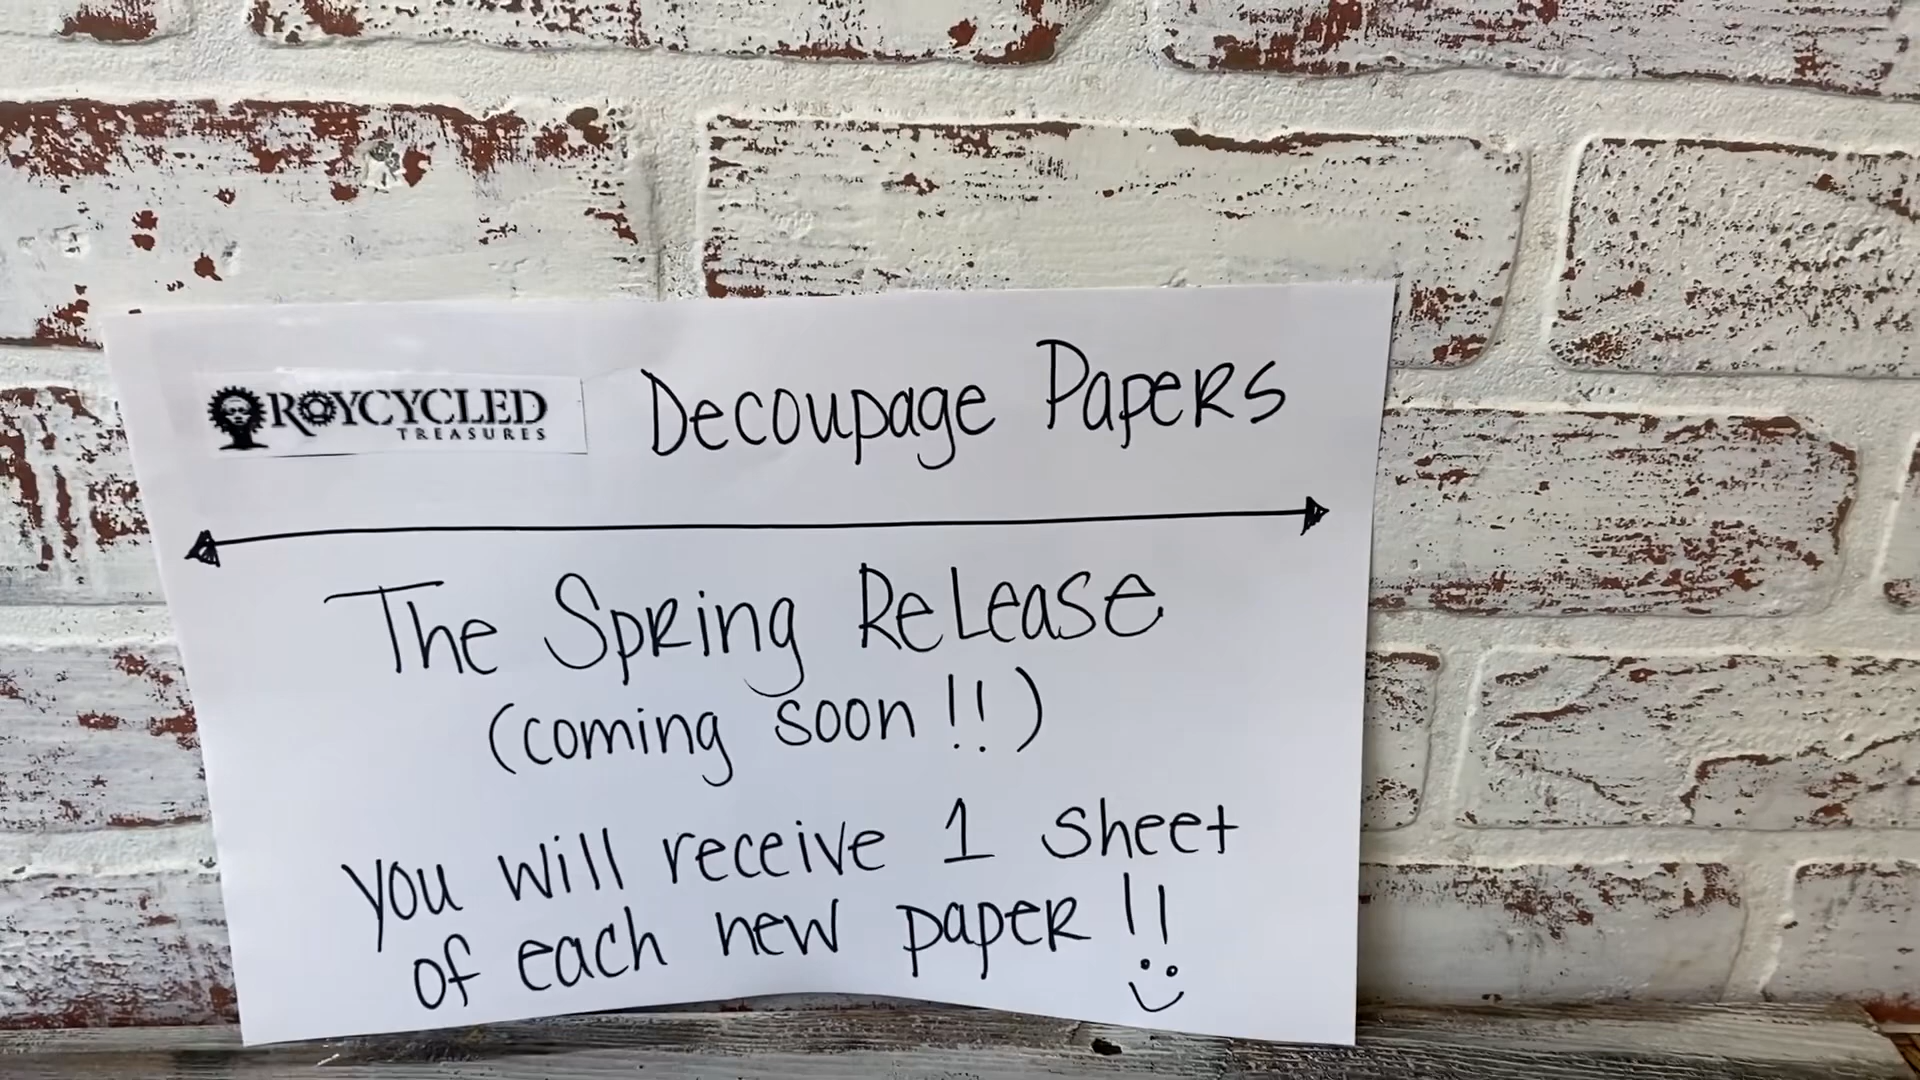 ROYCYCLED
TREASURES
Decoupage Papers
The Spring Release
(coming soon!!)
you will receive 1 sheet
of each new paper!!